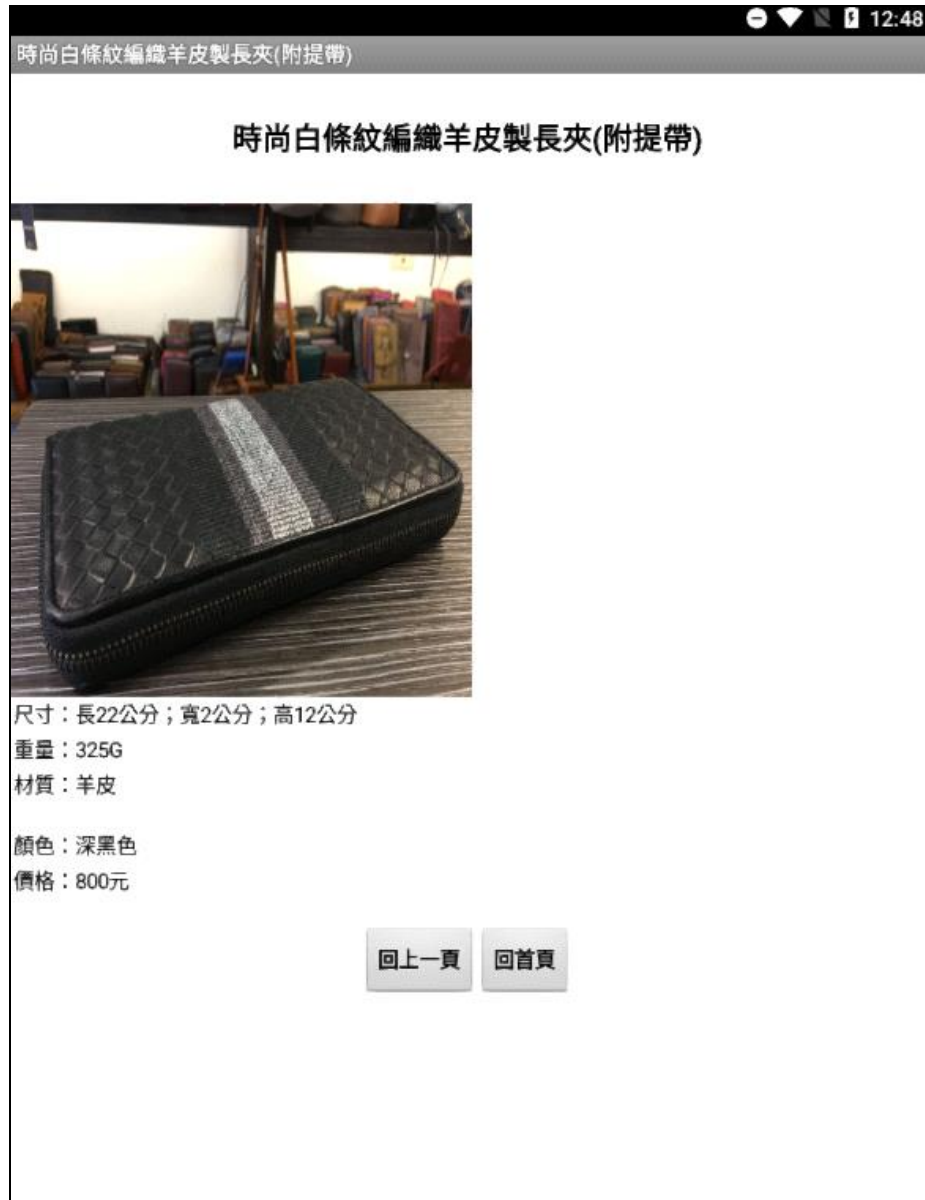 12:48
時尚白條紋編織羊皮製長夾(附提帶)
時尚白條紋編織羊皮製長夾(附提帶)
尺寸：長22公分；寬2公分；高12公分
重量：325G
材質：羊皮
顏色：深黑色
價格：800元
回上一頁 回首頁